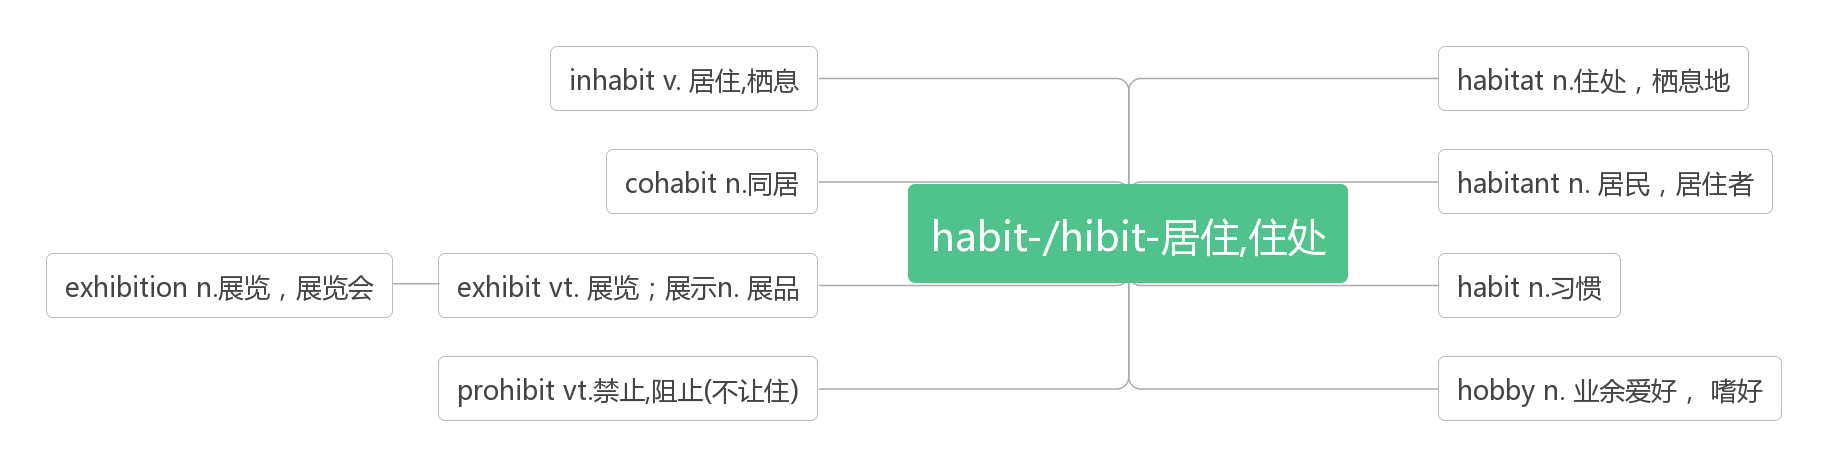 inhabit v. 居住,栖息
habitat n.住处，栖息地
cohabit n.同居
habitant n. 居民，居住者
habit-/hibit-居住,住处
exhibition n.展览，展览会
exhibit vt. 展览；展示n. 展品
habit n.习惯
prohibit vt.禁止,阻止(不让住)
hobby n. 业余爱好， 嗜好